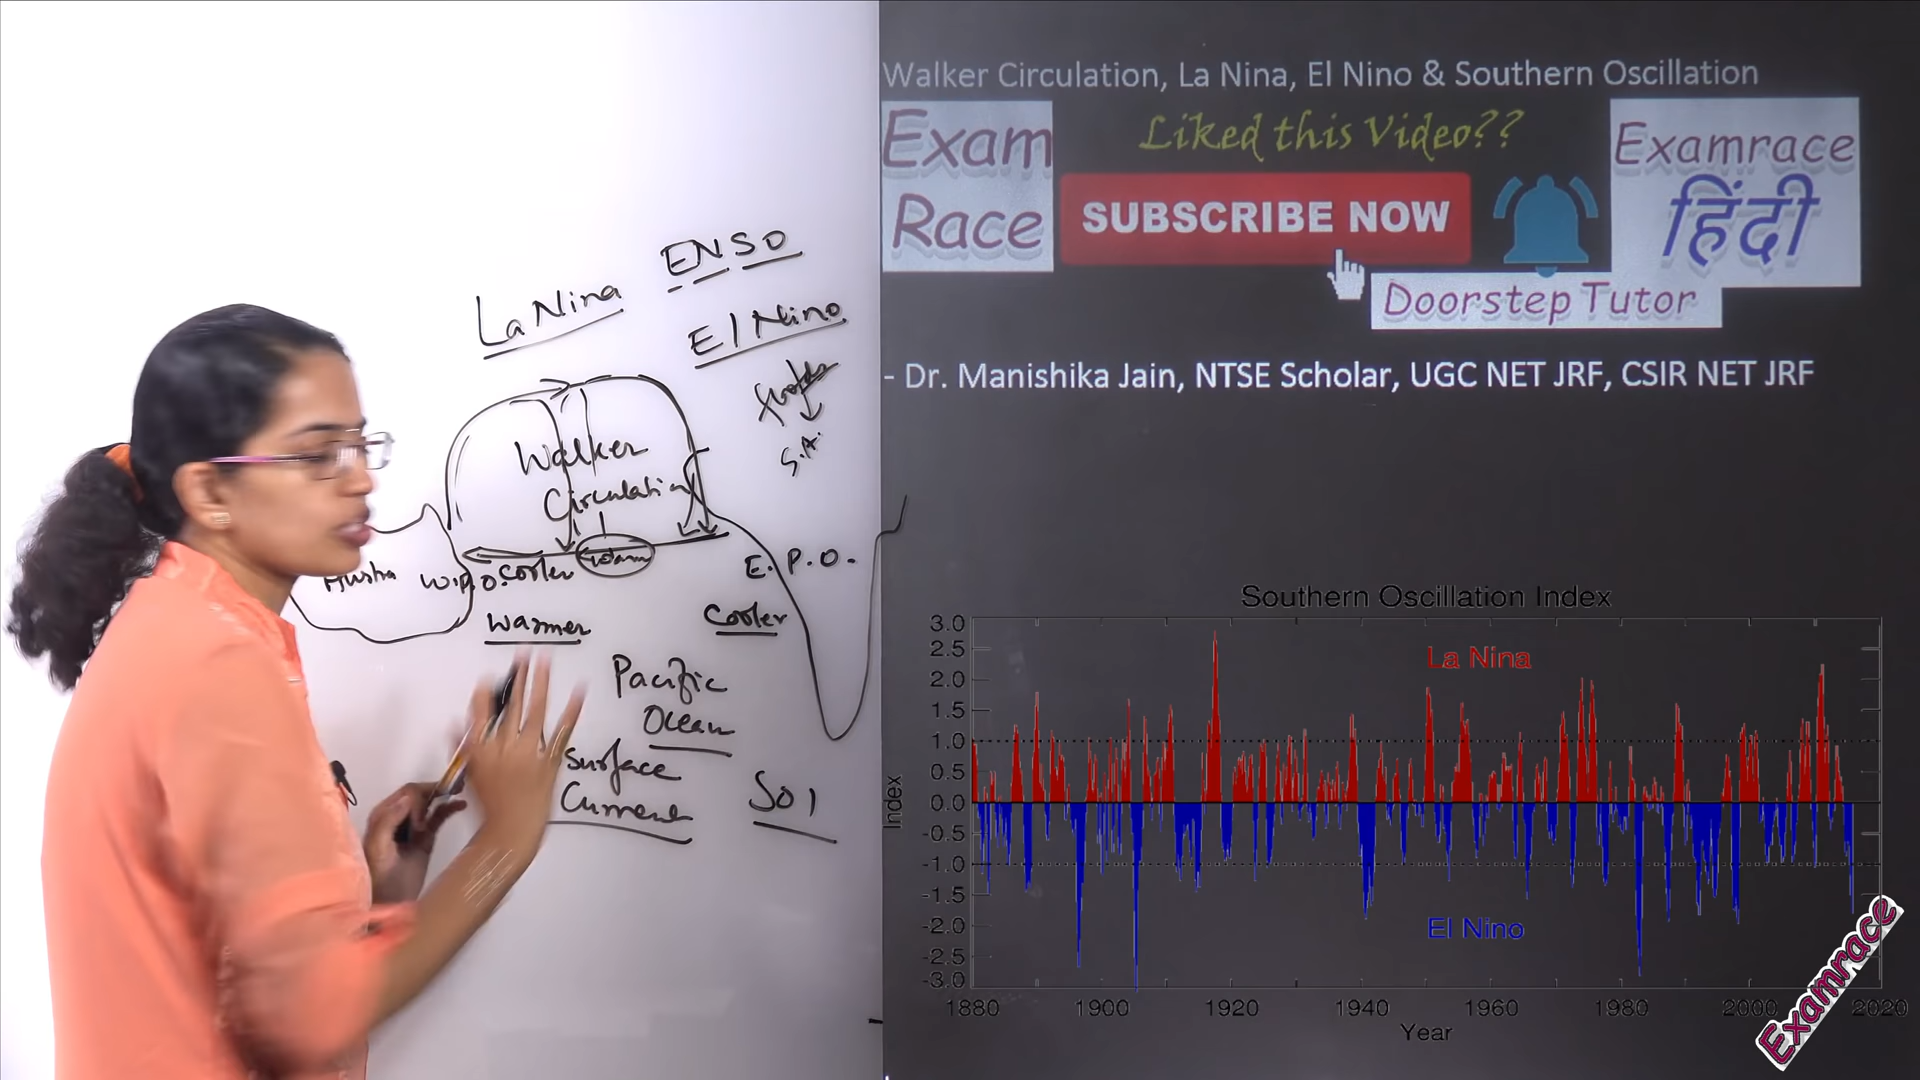 Walker Circulation, La Nina, El Nino & Southern Oscillation
Exam
Race
Liked this Video??
SUBSCRIBE NOW
Examrace
हिंदी
Doorstep Tutor
- Dr. Manishika Jain, NTSE Scholar, UGC NET JRF, CSIR NET JRF
ENSO
La Nina
El Nino
S.A.
Walker
Circulation
Austra
W.P.O.
cooler
warm
E.P.O.
warmer
cooler
Pacific
Ocean
Surface
Current
SOI
Southern Oscillation Index
La Nina
El Nino
Index
3.0
2.5
2.0
1.5
1.0
0.5
0.0
-0.5
-1.0
-1.5
-2.0
-2.5
-3.0
1880 1900 1920 1940 1960 1980 2000 2020
Year
Examrace